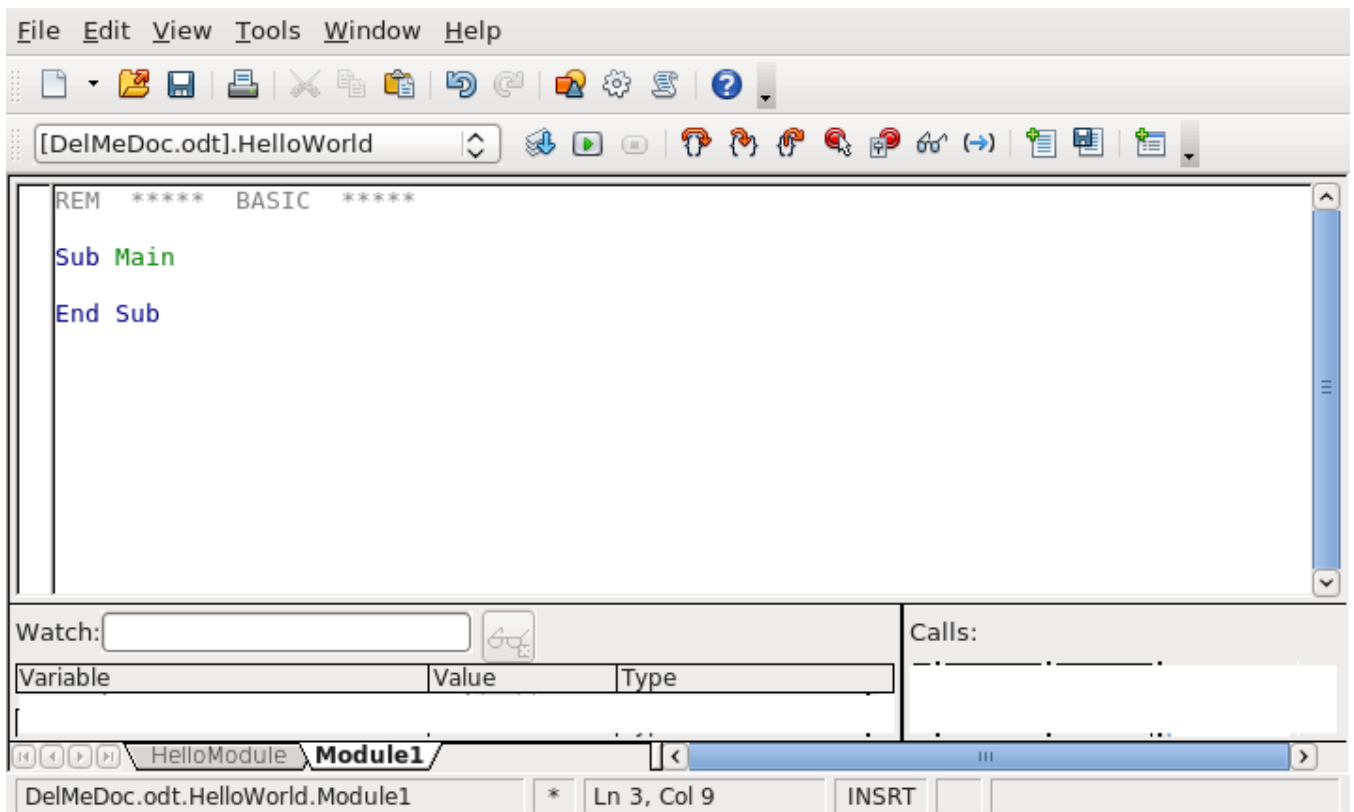 File Edit View Tools Window Help
[DelMeDoc.odt].HelloWorld
REM ***** BASIC *****
Sub Main
End Sub
Watch:
Calls:
Variable Value Type
HelloModule Module1
DelMeDoc.odt.HelloWorld.Module1 * Ln 3, Col 9 INSRT